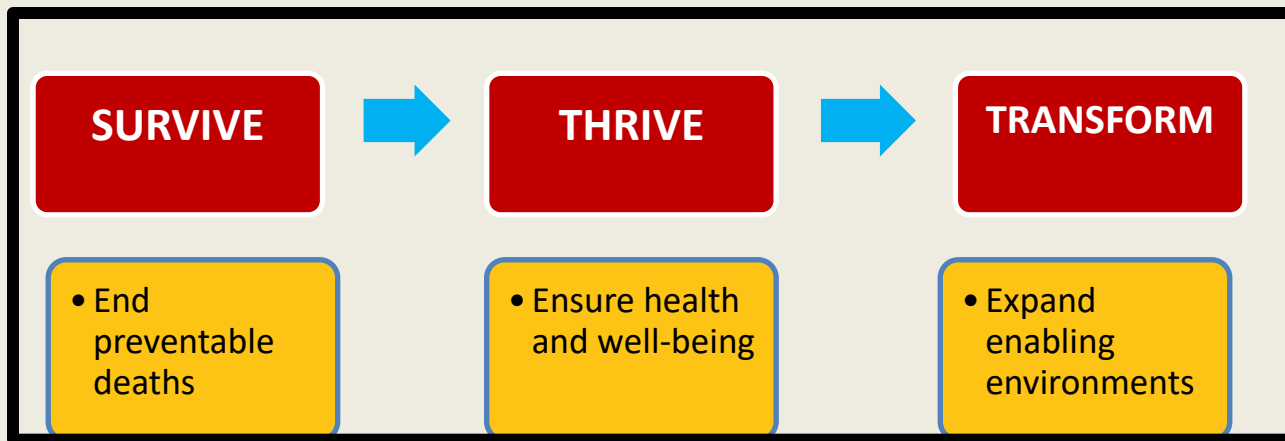 SURVIVE
THRIVE
TRANSFORM
• End
preventable
deaths
• Ensure health
and well-being
• Expand
enabling
environments